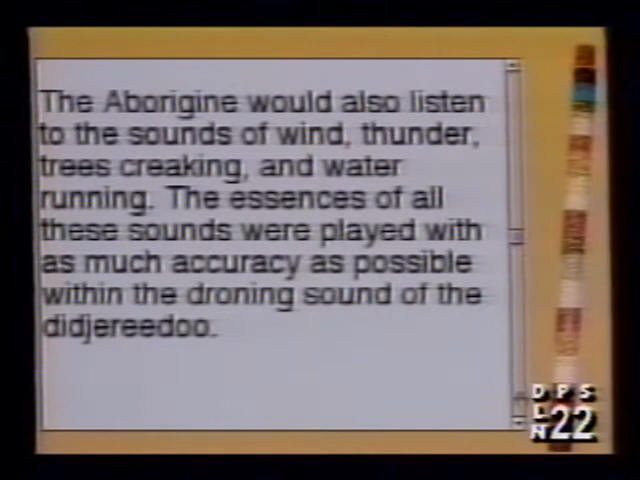 The Aborigine would also listen
to the sounds of wind, thunder,
trees creaking, and water
running. The essences of all
these sounds were played with
as much accuracy as possible
within the droning sound of the
didjereedoo.
DPS
L
N22